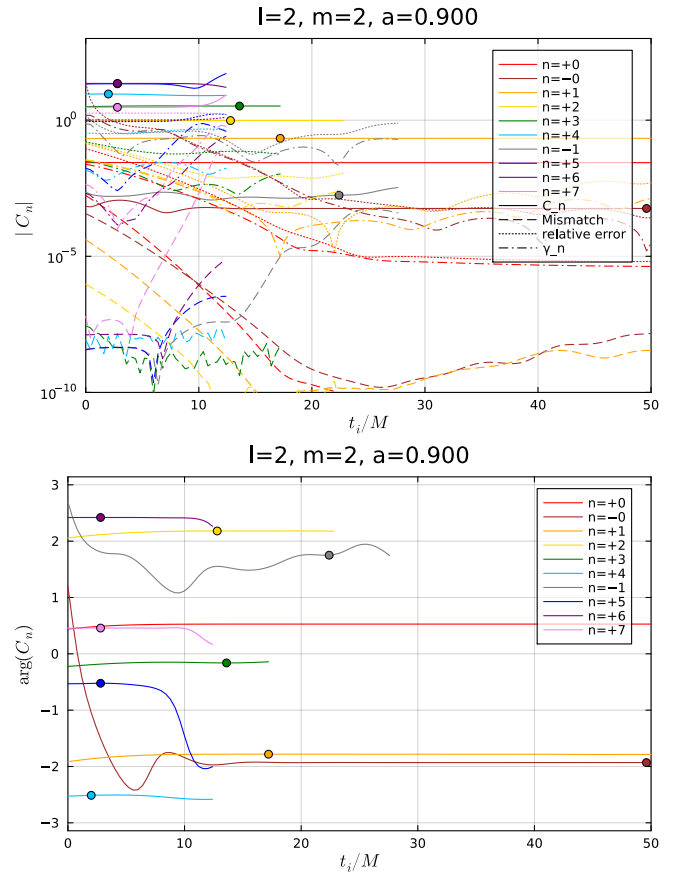 l=2, m=2, a=0.900
| C_n|
10^0
10^−5
10^−10
0
10
20
30
40
50
t_i/M
n=+0
n=−0
n=+1
n=+2
n=+3
n=+4
n=−1
n=+5
n=+6
n=+7
C_n
Mismatch
relative error
γ_n
l=2, m=2, a=0.900
arg(C_n)
3
2
1
0
−1
−2
−3
0
10
20
30
40
50
t_i/M
n=+0
n=−0
n=+1
n=+2
n=+3
n=+4
n=−1
n=+5
n=+6
n=+7